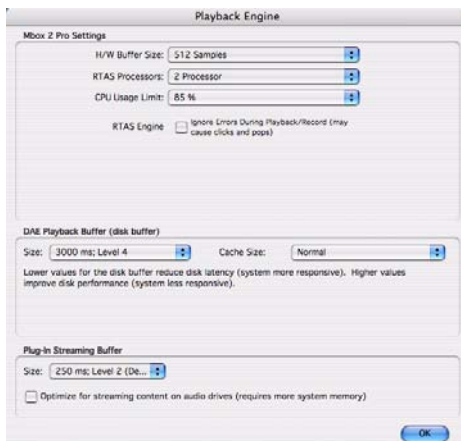 Playback Engine
Mbox 2 Pro Settings
H/W Buffer Size: 512 Samples
RTAS Processors: 2 Processor
CPU Usage Limit: 85 %
RTAS Engine Ignore Errors During Playback/Record (may
cause clicks and pops)
DAE Playback Buffer (disk buffer)
Size: 3000 ms; Level 4 Cache Size: Normal
Lower values for the disk buffer reduce disk latency (system more responsive). Higher values
improve disk performance (system less responsive).
Plug-In Streaming Buffer
Size: 250 ms; Level 2 (De...
Optimize for streaming content on audio drives (requires more system memory)
OK